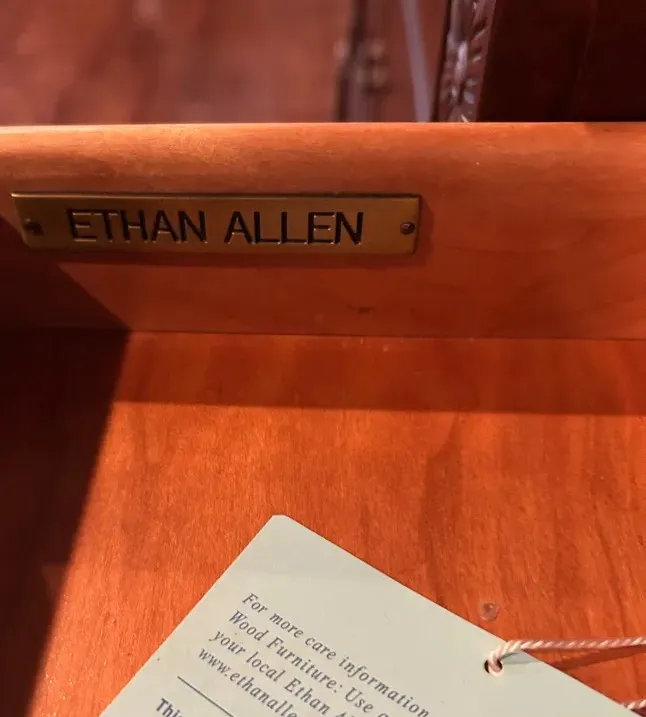 ETHAN ALLEN
For more care information
Wood Furniture: Use
your local Ethan
www.ethanalle